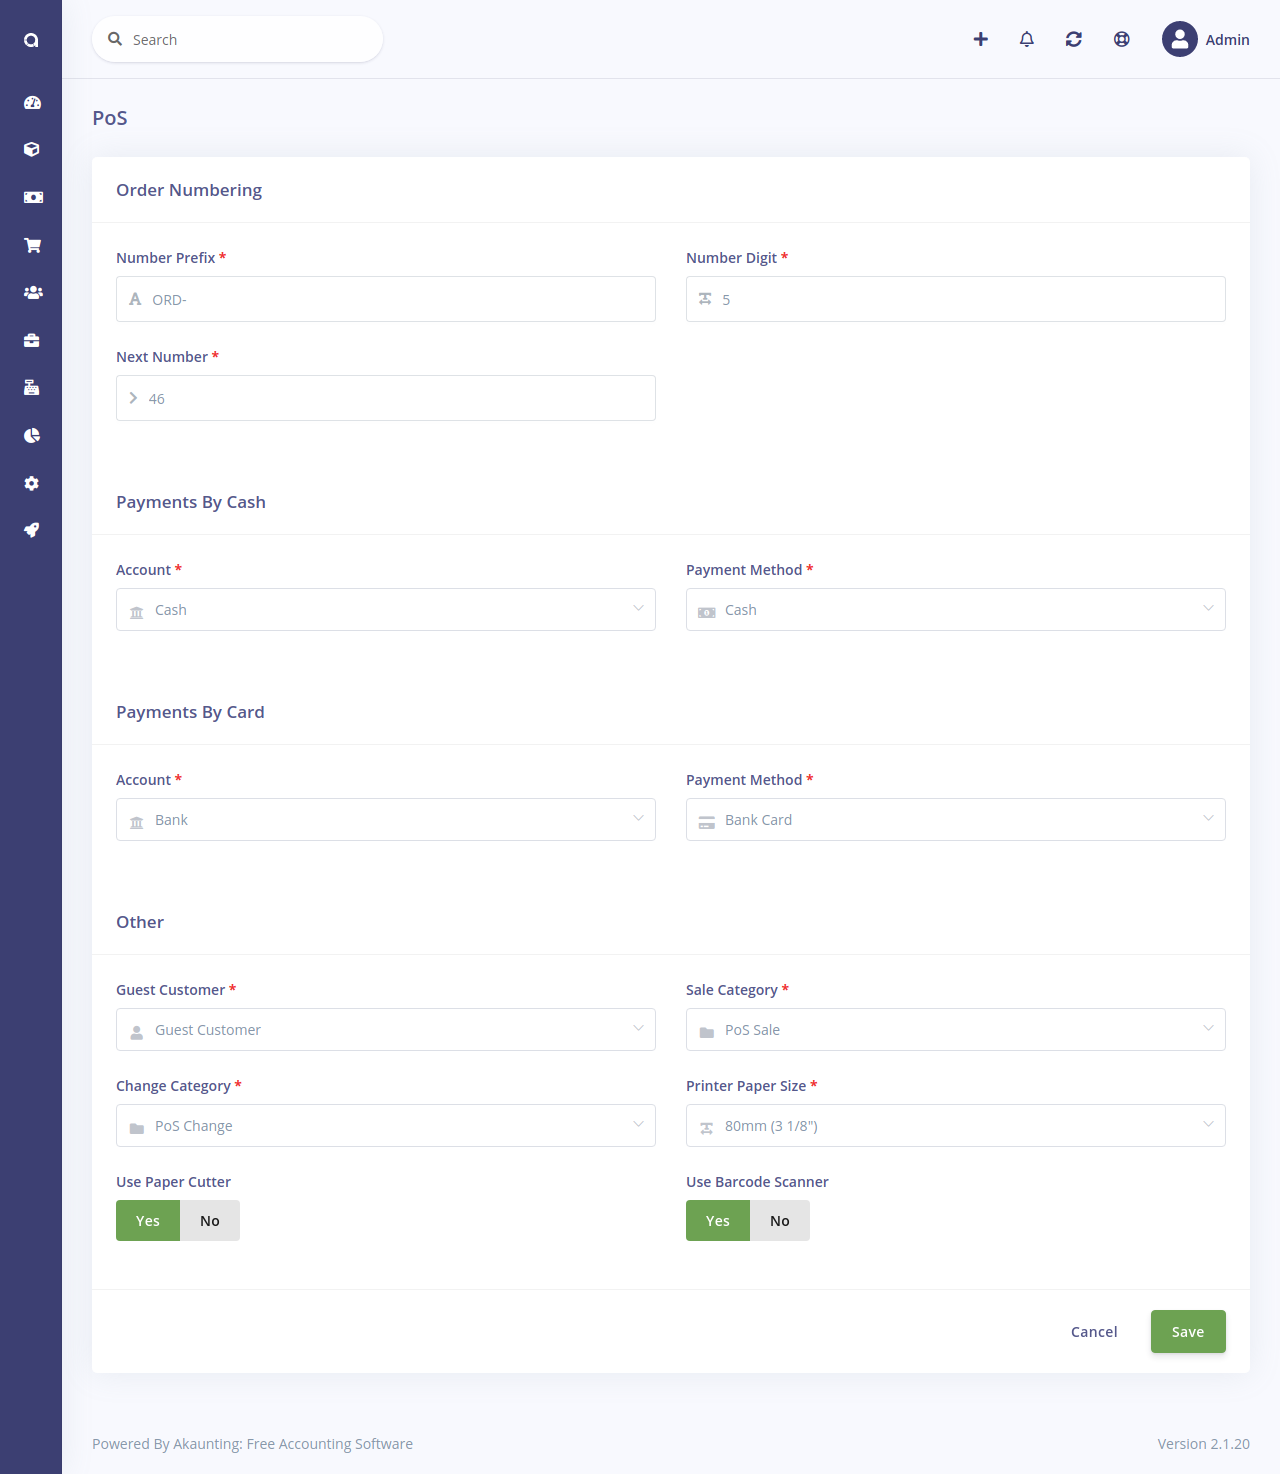 Search
Admin
PoS
Order Numbering
Number Prefix * Number Digit *
ORD- 5
Next Number *
46
Payments By Cash
Account * Payment Method *
Cash Cash
Payments By Card
Account * Payment Method *
Bank Bank Card
Other
Guest Customer * Sale Category *
Guest Customer PoS Sale
Change Category * Printer Paper Size *
PoS Change 80mm (3 1/8")
Use Paper Cutter Use Barcode Scanner
Yes No Yes No
Cancel Save
Powered By Akaunting: Free Accounting Software Version 2.1.20